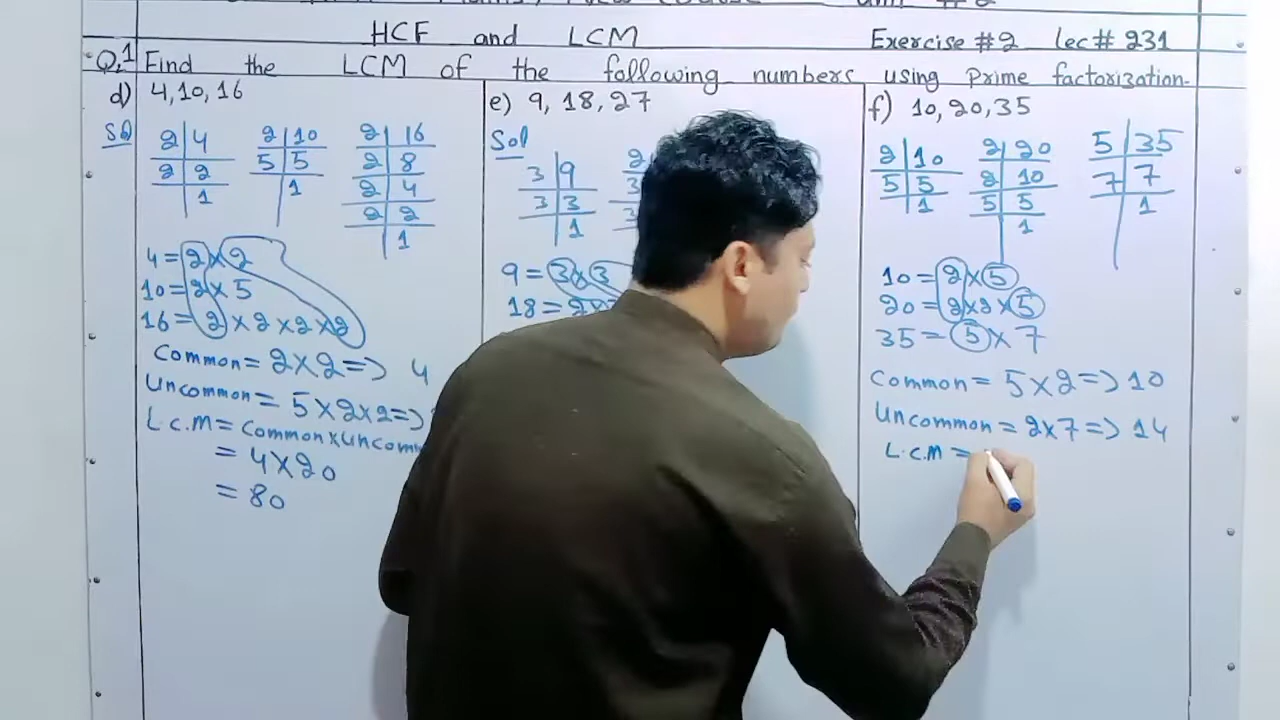 HCF and LCM Exercise #2 lec# 231
Q.1 Find the LCM of the following numbers using Prime factorization.
d) 4, 10, 16
Sol
2 | 4
2 | 2
1
2 | 10
5 | 5
1
2 | 16
2 | 8
2 | 4
2 | 2
1
4 = 2 × 2
10 = 2 × 5
16 = 2 × 2 × 2 × 2
Common = 2 × 2 => 4
Uncommon = 5 × 2 × 2 =>
L.C.M = Common × Uncomm
= 4 × 20
= 80
e) 9, 18, 27
Sol
3 | 9
3 | 3
1
2
3
3
9 = 3 × 3
18 = 2 ×
f) 10, 20, 35
2 | 10
5 | 5
1
2 | 20
2 | 10
5 | 5
1
5 | 35
7 | 7
1
10 = 2 × 5
20 = 2 × 2 × 5
35 = 5 × 7
Common = 5 × 2 => 10
Uncommon = 2 × 7 => 14
L.C.M =